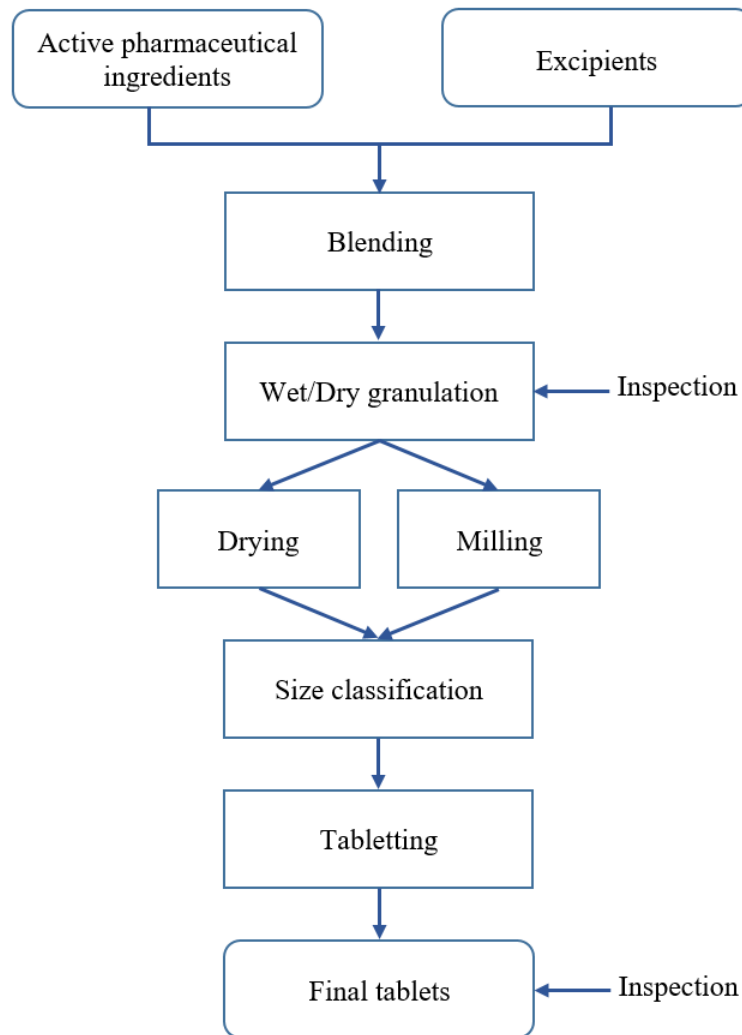 Active pharmaceutical
ingredients
Excipients
Blending
Wet/Dry granulation
Inspection
Drying
Milling
Size classification
Tabletting
Final tablets
Inspection